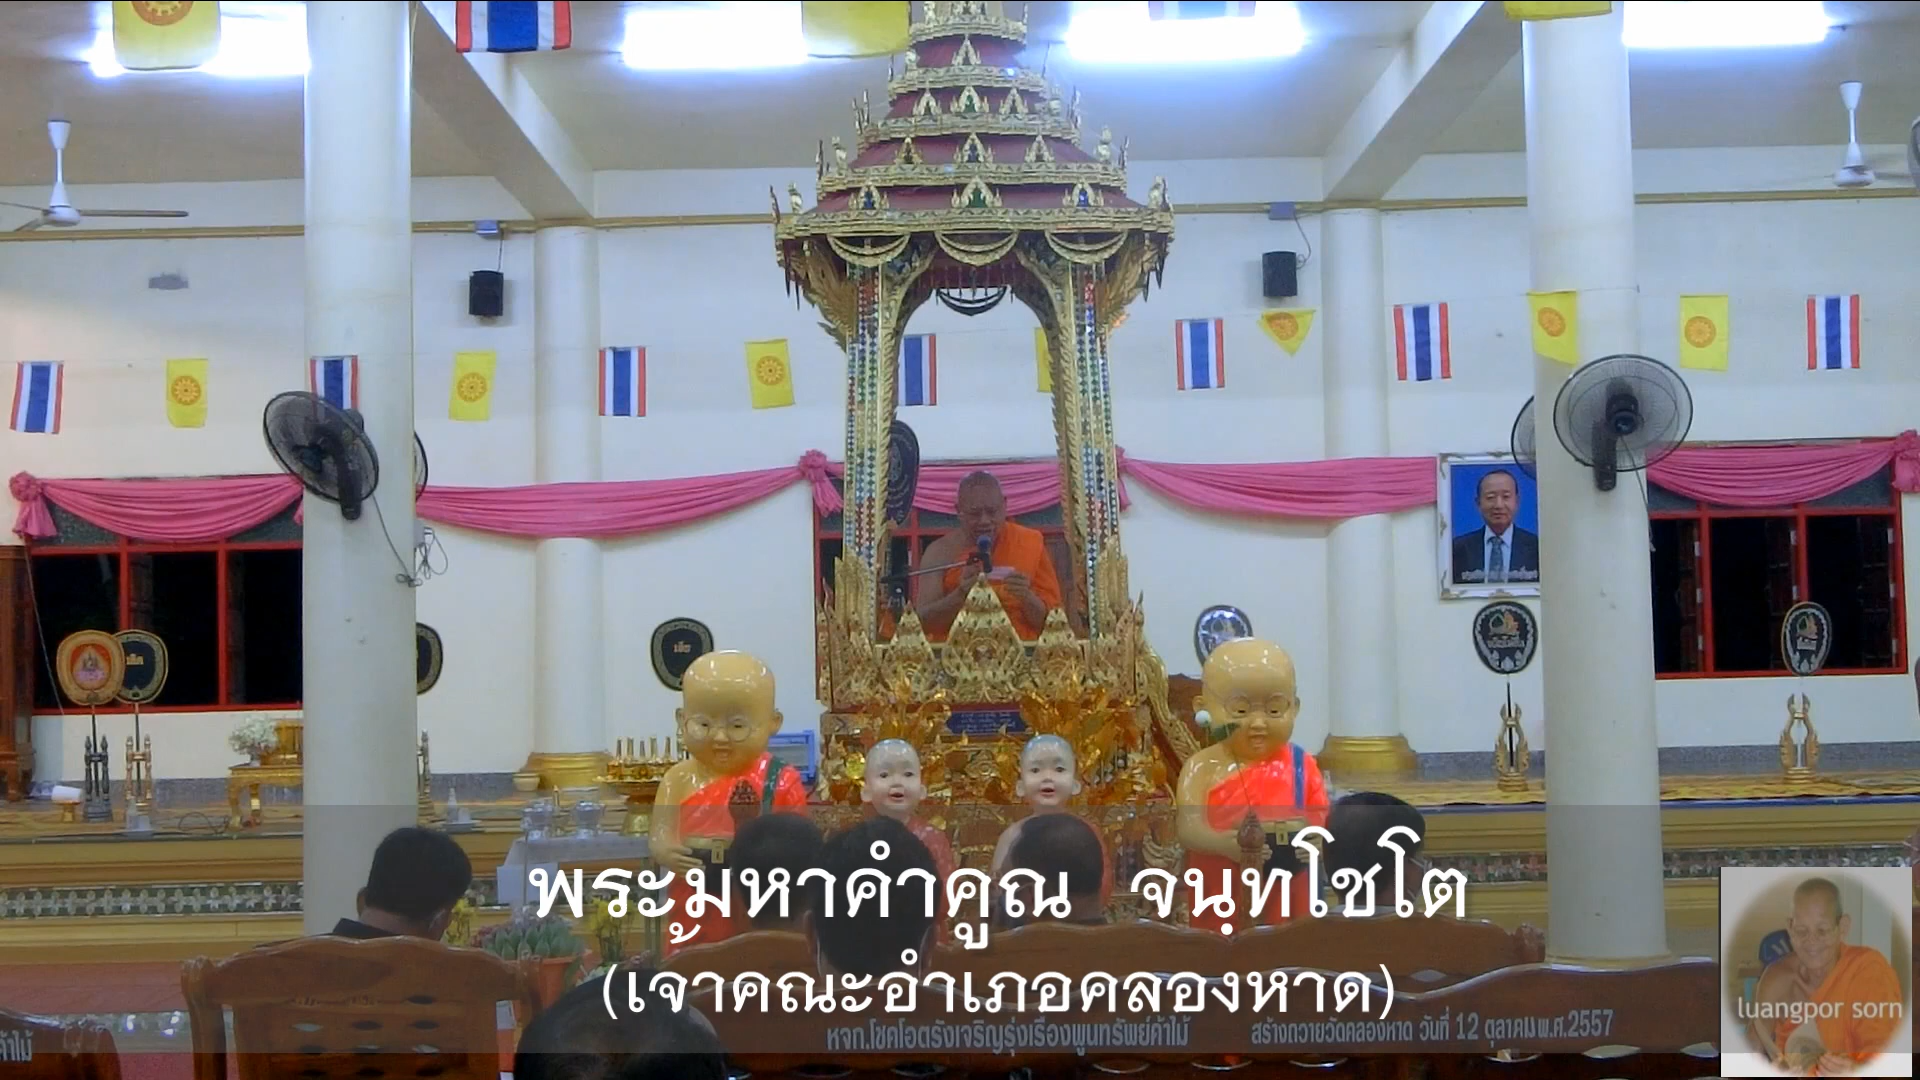 พระมหาคำคูณ จนฺทโชโต
(เจ้าคณะอำเภอคลองหาด)
หจก.โชคโอดรังเจริญรุ่งเรืองพูนทรัพย์ค้าไม้ สร้างถวายวัดคลองหาด วันที่ 12 ตุลาคมพ.ศ.2557
ค้าไม้
luangpor sorn